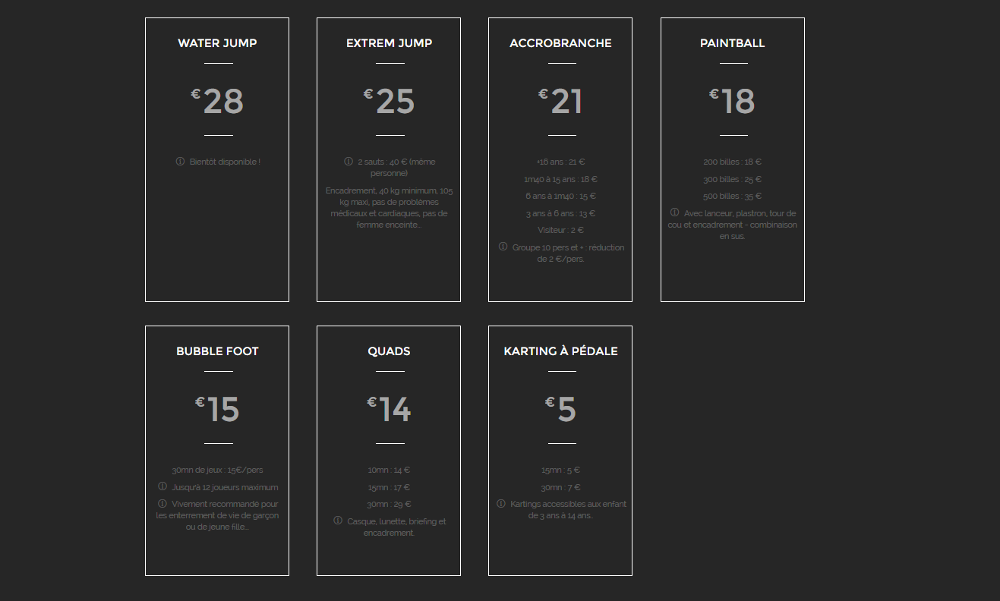 WATER JUMP
€28
ⓘ Bientôt disponible !
EXTREM JUMP
€25
ⓘ 2 sauts : 40 € (même
personne)
Encadrement, 40 kg minimum, 105
kg maxi, pas de problèmes
médicaux et cardiaques, pas de
femme enceinte...
ACCROBRANCHE
€21
+16 ans : 21 €
1m40 à 15 ans : 18 €
6 ans à 1m40 : 15 €
3 ans à 6 ans : 13 €
Visiteur : 2 €
ⓘ Groupe 10 pers et + : réduction
de 2 €/pers.
PAINTBALL
€18
200 billes : 18 €
300 billes : 25 €
500 billes : 35 €
ⓘ Avec lanceur, plastron, tour de
cou et encadrement - combinaison
en sus.
BUBBLE FOOT
€15
30mn de jeux : 15€/pers
ⓘ Jusqu'à 12 joueurs maximum
ⓘ Vivement recommandé pour
les enterrement de vie de garçon
ou de jeune fille...
QUADS
€14
10mn : 14 €
15mn : 17 €
30mn : 29 €
ⓘ Casque, lunette, briefing et
encadrement.
KARTING À PÉDALE
€5
15mn : 5 €
30mn : 7 €
ⓘ Kartings accessibles aux enfant
de 3 ans à 14 ans..